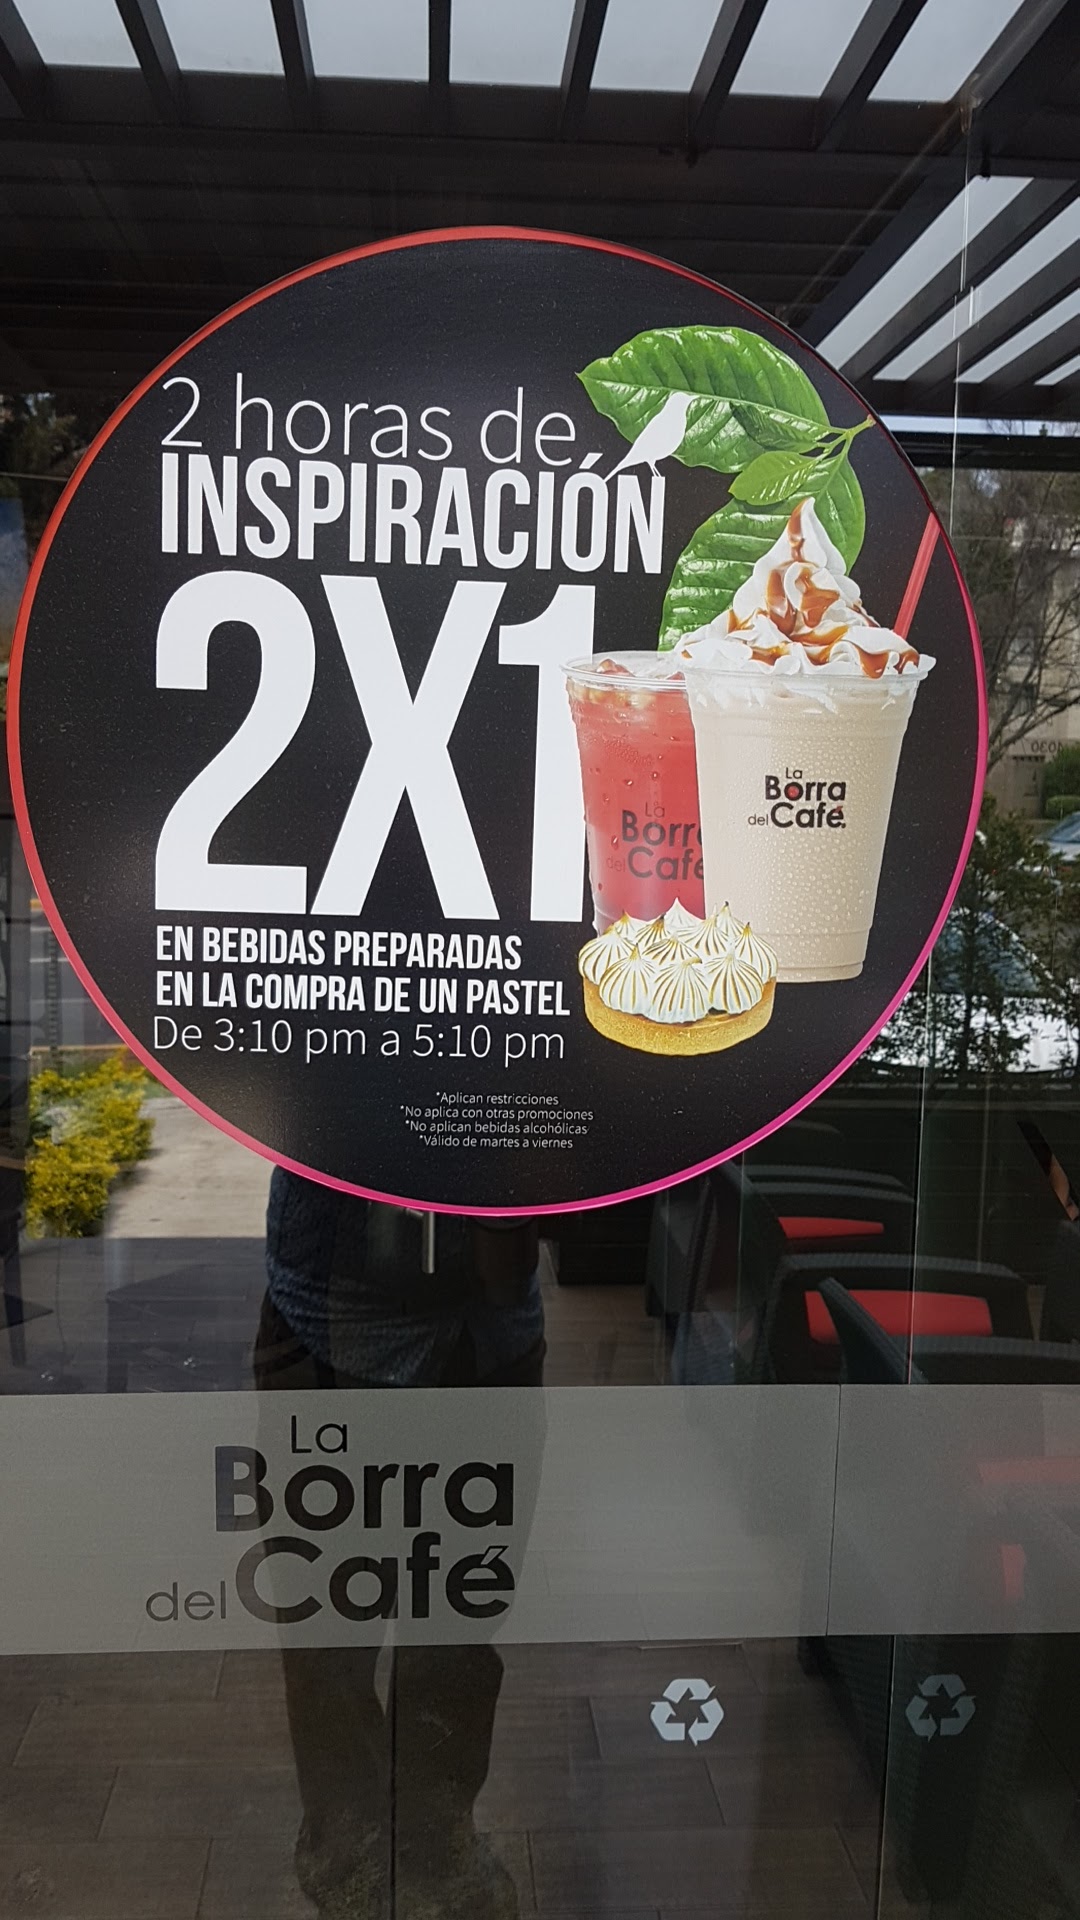 2 horas de
INSPIRACIÓN
2X1
EN BEBIDAS PREPARADAS
EN LA COMPRA DE UN PASTEL
De 3:10 pm a 5:10 pm
*Aplican restricciones
*No aplica con otras promociones
*No aplican bebidas alcohólicas
*Válido de martes a viernes
La
Borra
del Café
La
Borr
del Café
La
Borra
del Café